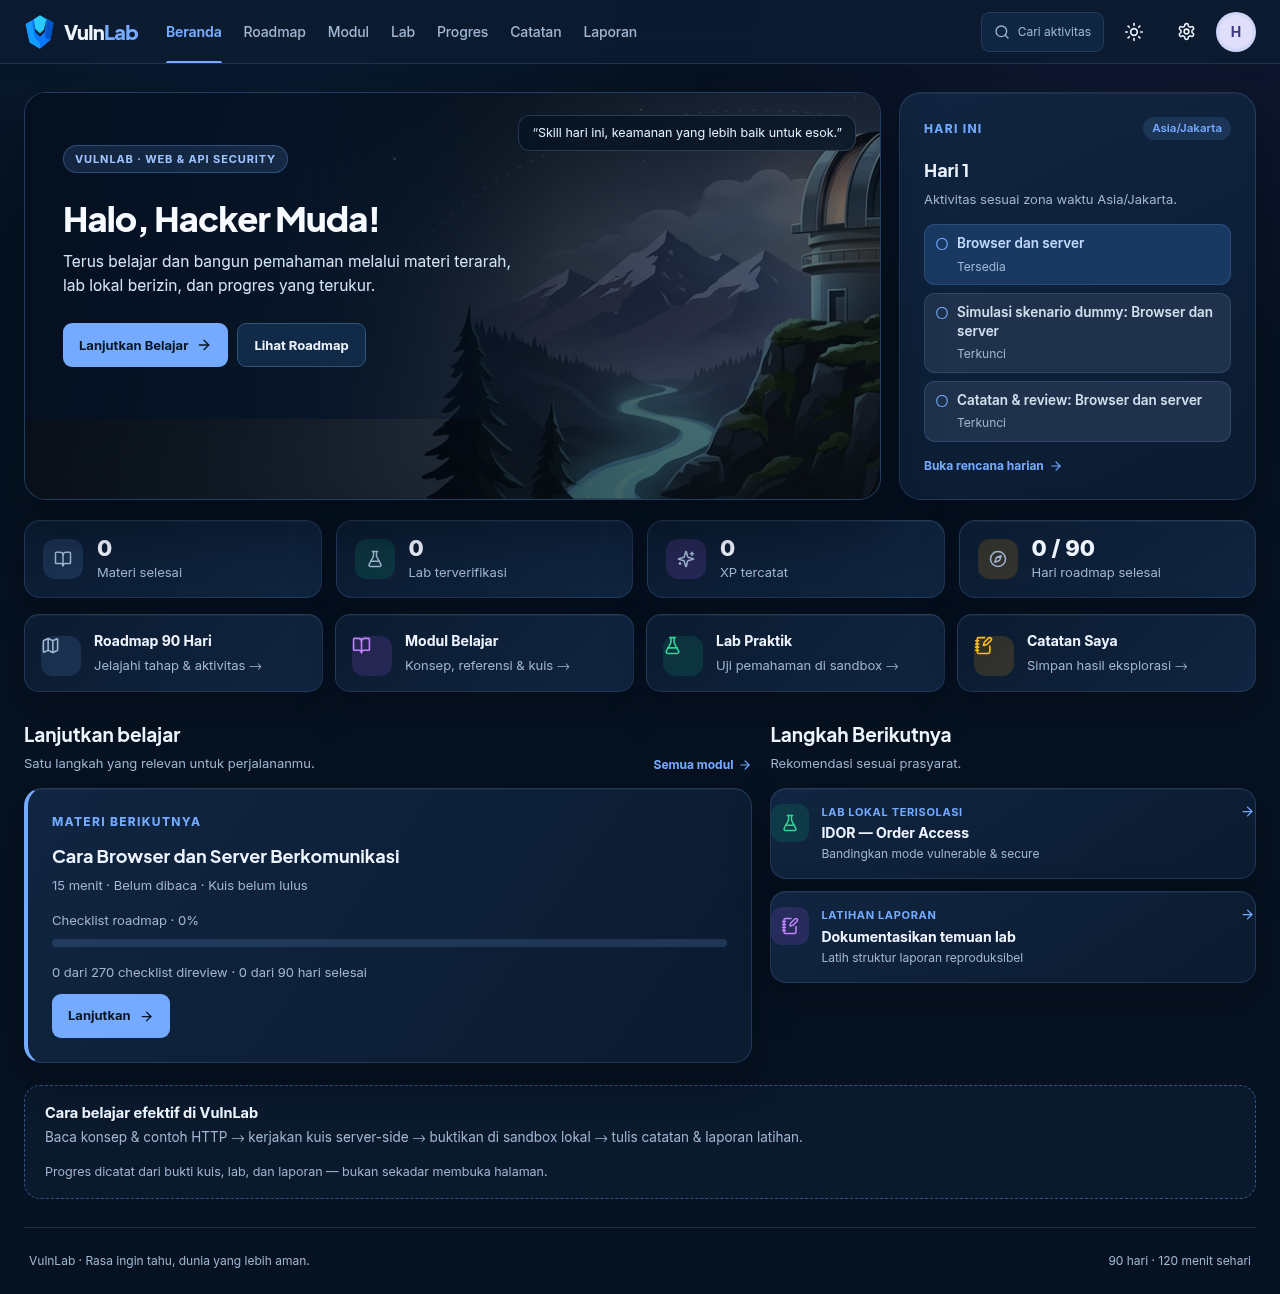 VulnLab Beranda Roadmap Modul Lab Progres Catatan Laporan Cari aktivitas H
“Skill hari ini, keamanan yang lebih baik untuk esok.”
VULNLAB · WEB & API SECURITY
Halo, Hacker Muda!
Terus belajar dan bangun pemahaman melalui materi terarah,
lab lokal berizin, dan progres yang terukur.
Lanjutkan Belajar → Lihat Roadmap
HARI INI Asia/Jakarta
Hari 1
Aktivitas sesuai zona waktu Asia/Jakarta.
Browser dan server
Tersedia
Simulasi skenario dummy: Browser dan
server
Terkunci
Catatan & review: Browser dan server
Terkunci
Buka rencana harian →
0
Materi selesai
0
Lab terverifikasi
0
XP tercatat
0 / 90
Hari roadmap selesai
Roadmap 90 Hari
Jelajahi tahap & aktivitas →
Modul Belajar
Konsep, referensi & kuis →
Lab Praktik
Uji pemahaman di sandbox →
Catatan Saya
Simpan hasil eksplorasi →
Lanjutkan belajar
Satu langkah yang relevan untuk perjalananmu. Semua modul →
MATERI BERIKUTNYA
Cara Browser dan Server Berkomunikasi
15 menit · Belum dibaca · Kuis belum lulus
Checklist roadmap · 0%
0 dari 270 checklist direview · 0 dari 90 hari selesai
Lanjutkan →
Langkah Berikutnya
Rekomendasi sesuai prasyarat.
LAB LOKAL TERISOLASI →
IDOR — Order Access
Bandingkan mode vulnerable & secure
LATIHAN LAPORAN →
Dokumentasikan temuan lab
Latih struktur laporan reproduksibel
Cara belajar efektif di VulnLab
Baca konsep & contoh HTTP → kerjakan kuis server-side → buktikan di sandbox lokal → tulis catatan & laporan latihan.
Progres dicatat dari bukti kuis, lab, dan laporan — bukan sekadar membuka halaman.
VulnLab · Rasa ingin tahu, dunia yang lebih aman. 90 hari · 120 menit sehari